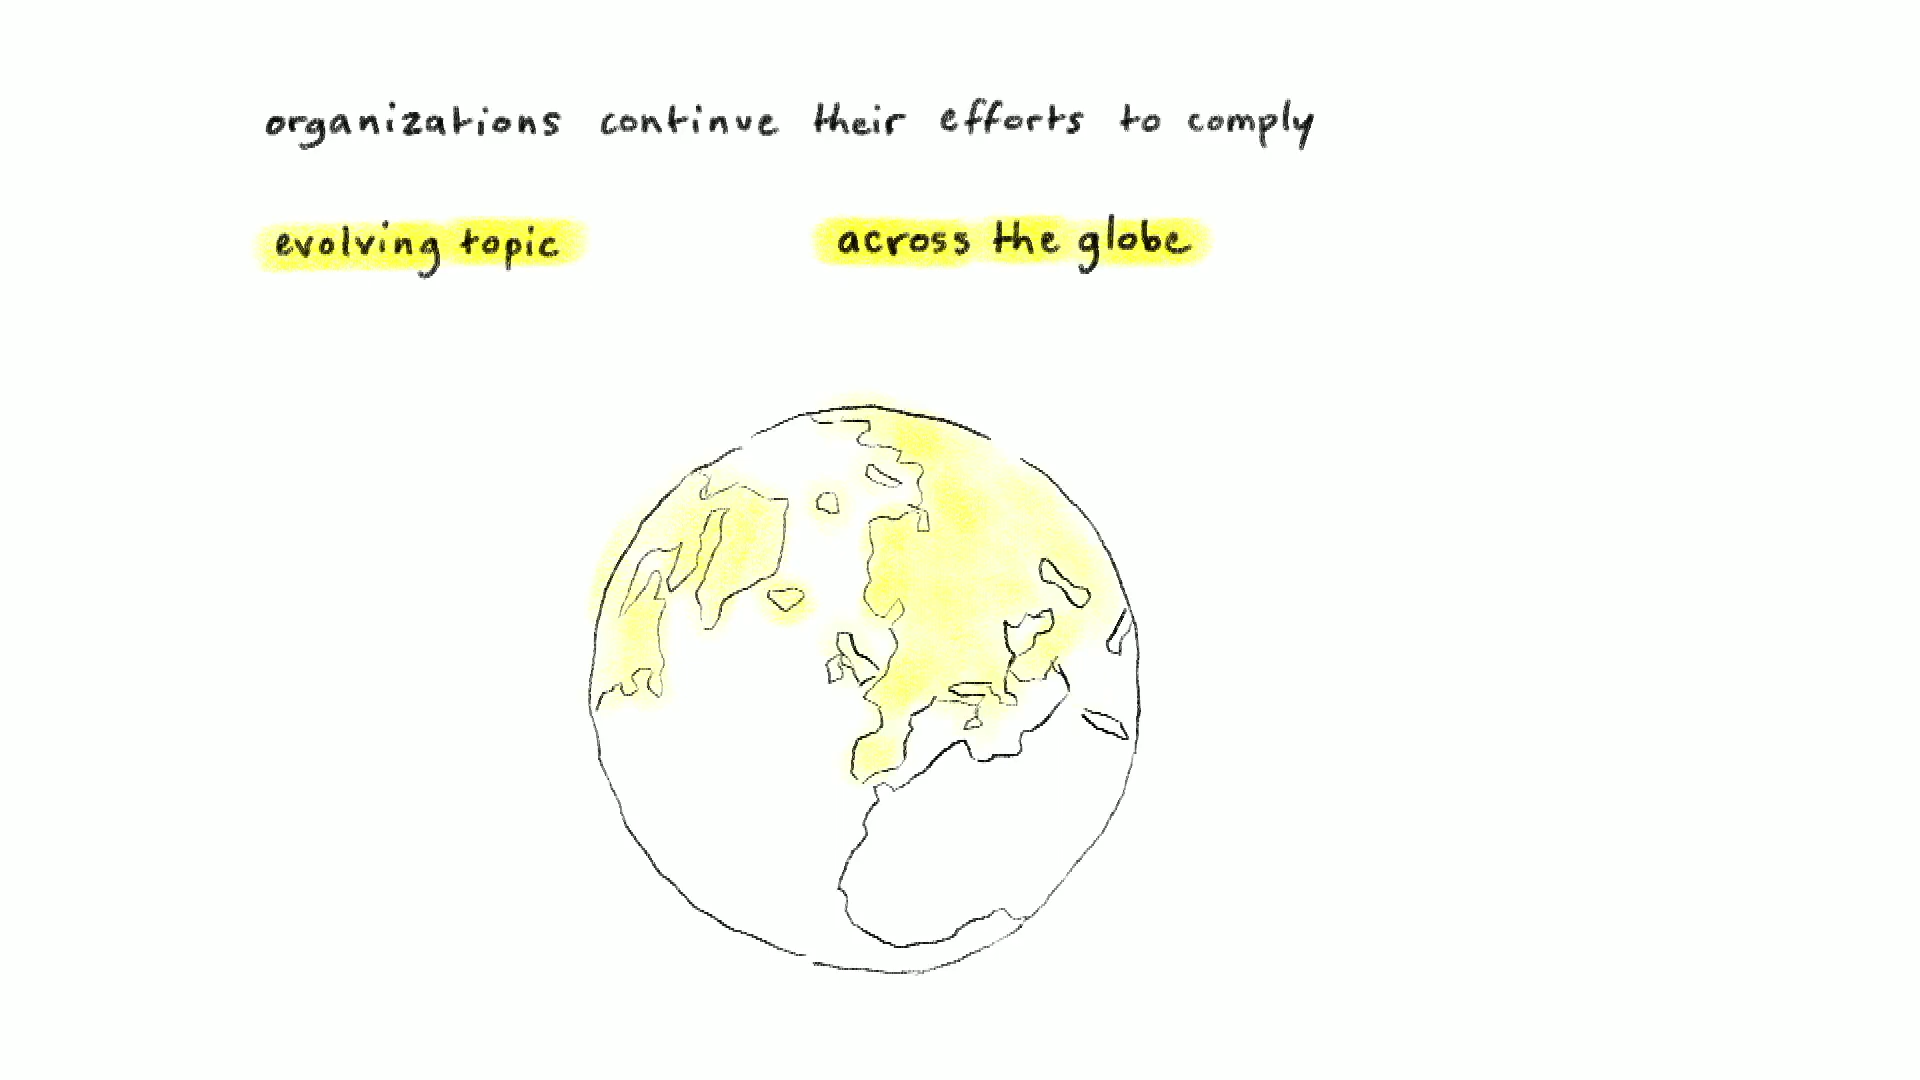 organizations continue their efforts to comply
evolving topic across the globe